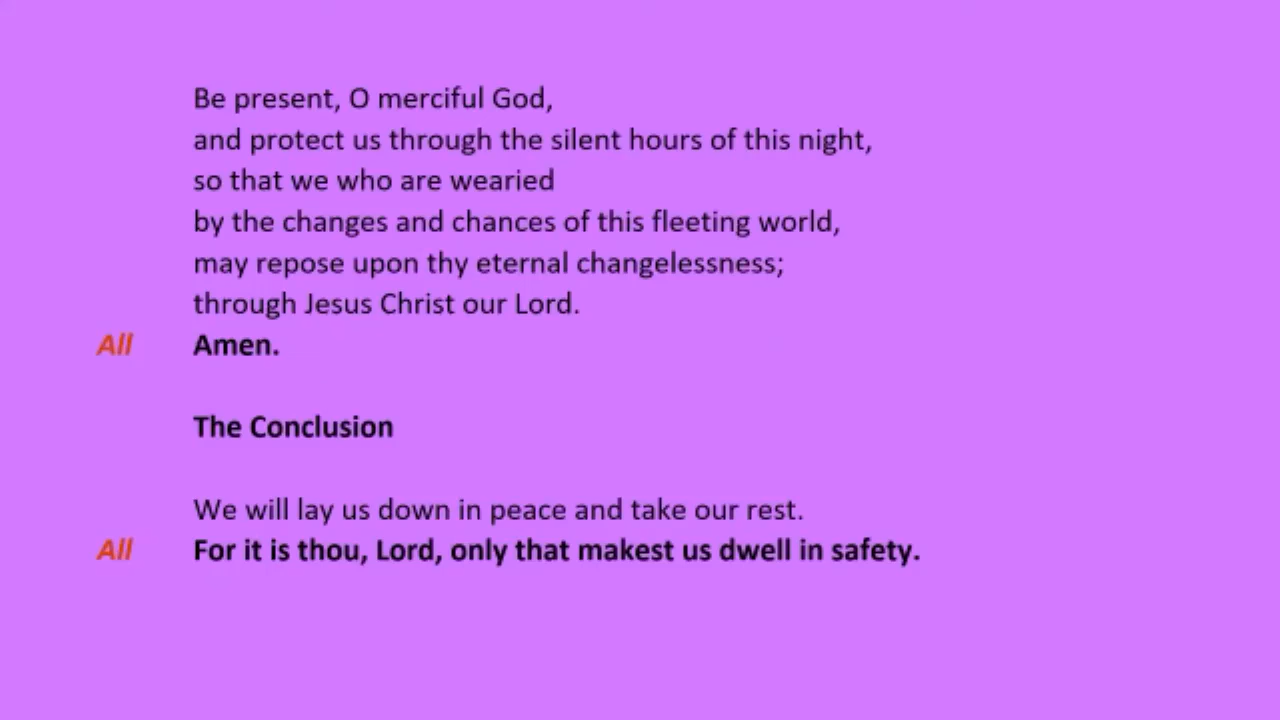 Be present, O merciful God,
and protect us through the silent hours of this night,
so that we who are wearied
by the changes and chances of this fleeting world,
may repose upon thy eternal changelessness;
through Jesus Christ our Lord.
All Amen.
The Conclusion
We will lay us down in peace and take our rest.
All For it is thou, Lord, only that makest us dwell in safety.